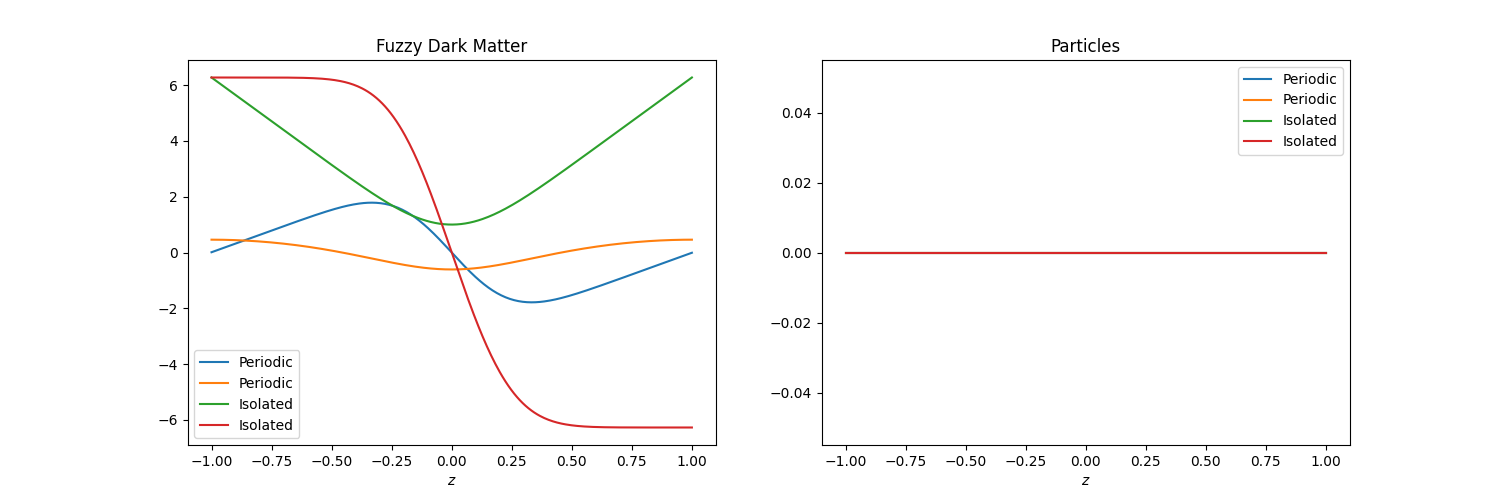 Fuzzy Dark Matter
6
4
2
0
−2
−4
−6
Periodic
Periodic
Isolated
Isolated
−1.00 −0.75 −0.50 −0.25 0.00 0.25 0.50 0.75 1.00
z
Particles
0.04
0.02
0.00
−0.02
−0.04
Periodic
Periodic
Isolated
Isolated
−1.00 −0.75 −0.50 −0.25 0.00 0.25 0.50 0.75 1.00
z